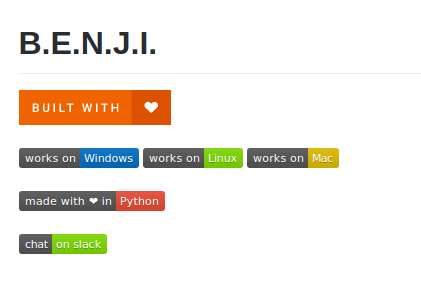 B.E.N.J.I.
BUILT WITH ❤
works on Windows works on Linux works on Mac
made with ❤ in Python
chat on slack